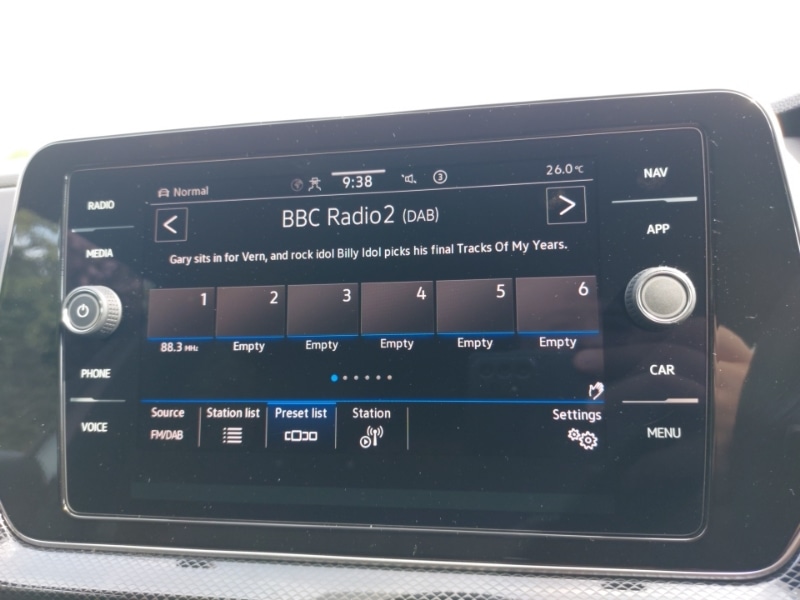 Normal
9:38
3
26.0°C
RADIO
MEDIA
PHONE
VOICE
NAV
APP
CAR
MENU
< BBC Radio2 (DAB) >
Gary sits in for Vern, and rock idol Billy Idol picks his final Tracks Of My Years.
1 2 3 4 5 6
88.3 MHz Empty Empty Empty Empty Empty
Source Station list Preset list Station Settings
FM/DAB